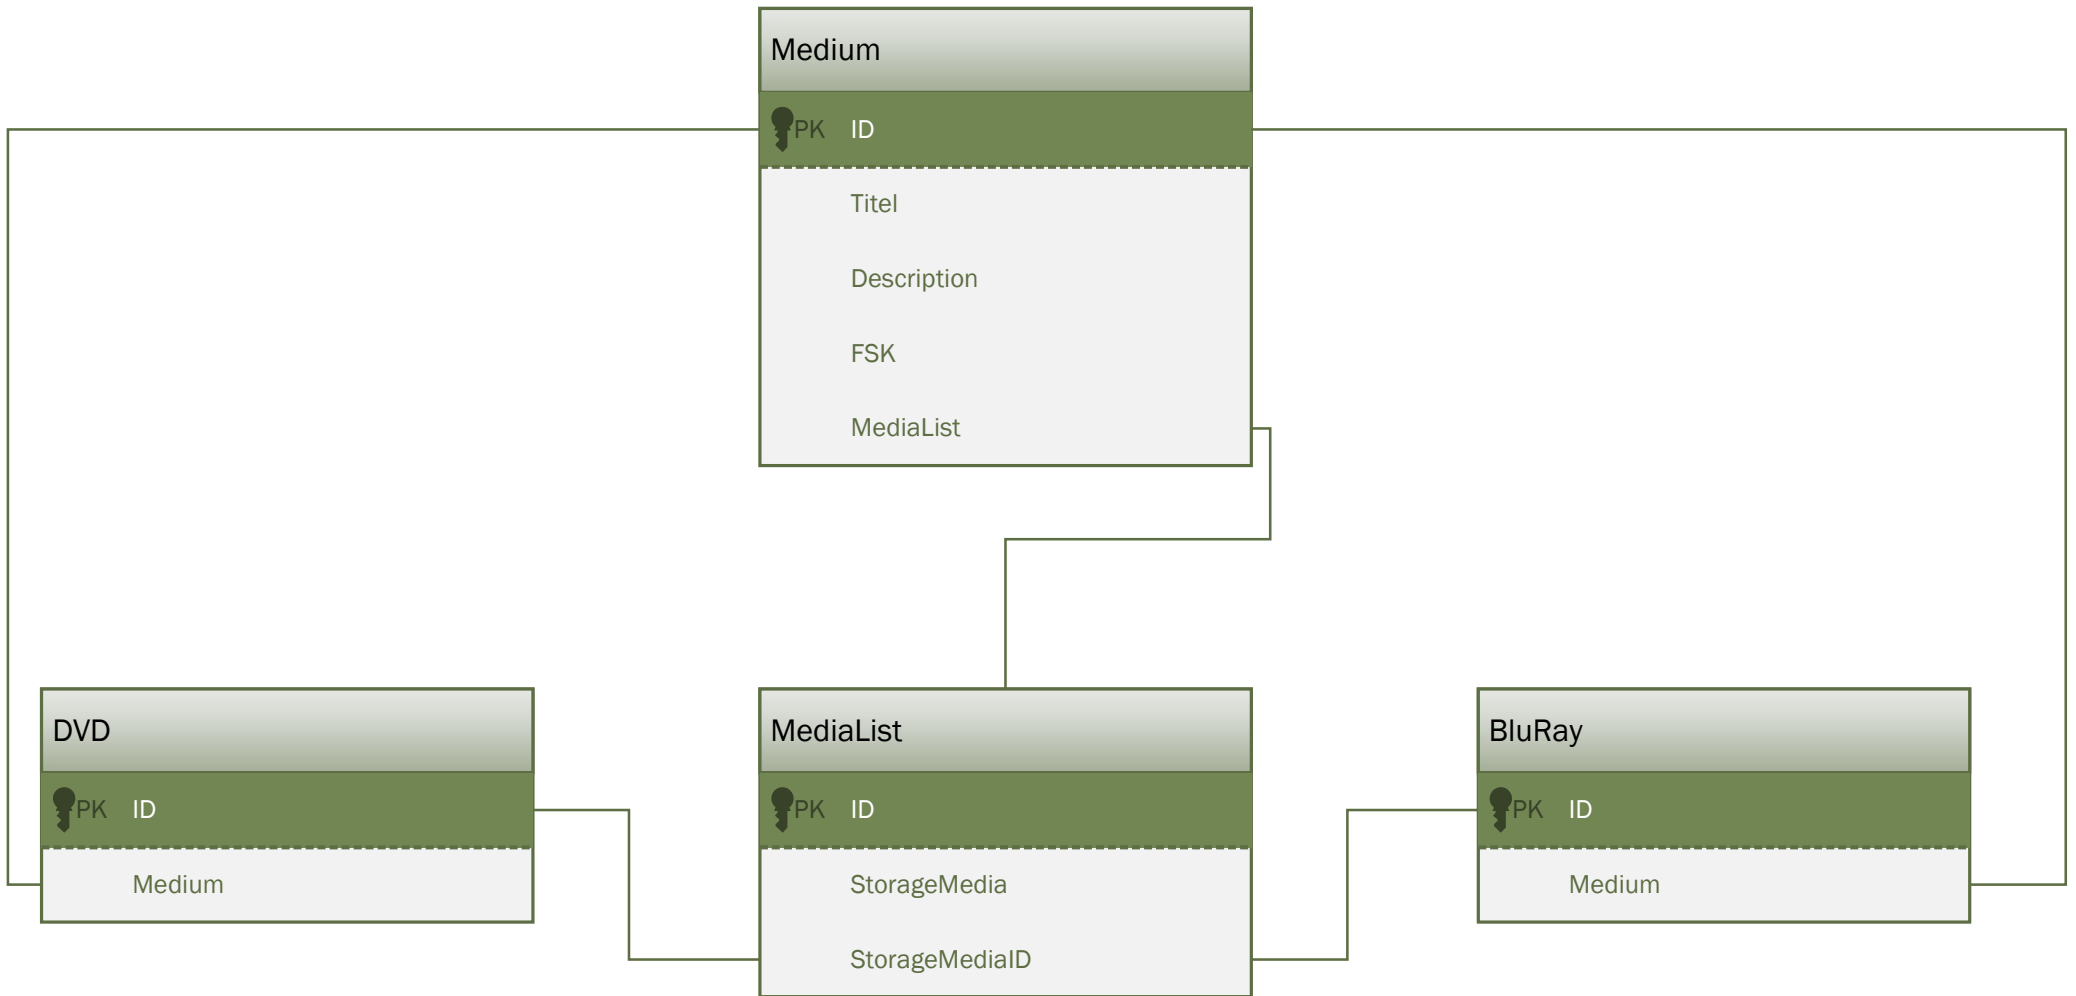 Medium
PK ID
Titel
Description
FSK
MediaList
DVD
PK ID
Medium
MediaList
PK ID
StorageMedia
StorageMediaID
BluRay
PK ID
Medium